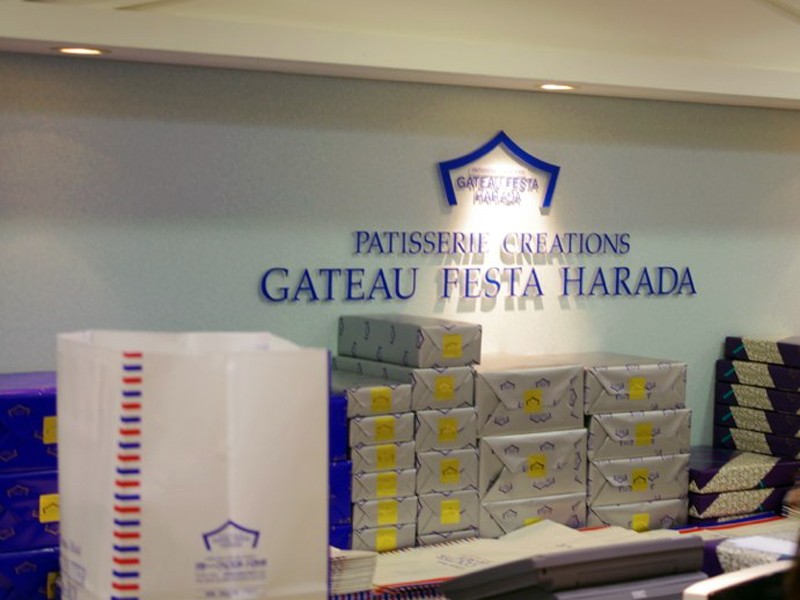 GATEAU FESTA
HARADA
PATISSERIE CREATIONS
GATEAU FESTA HARADA